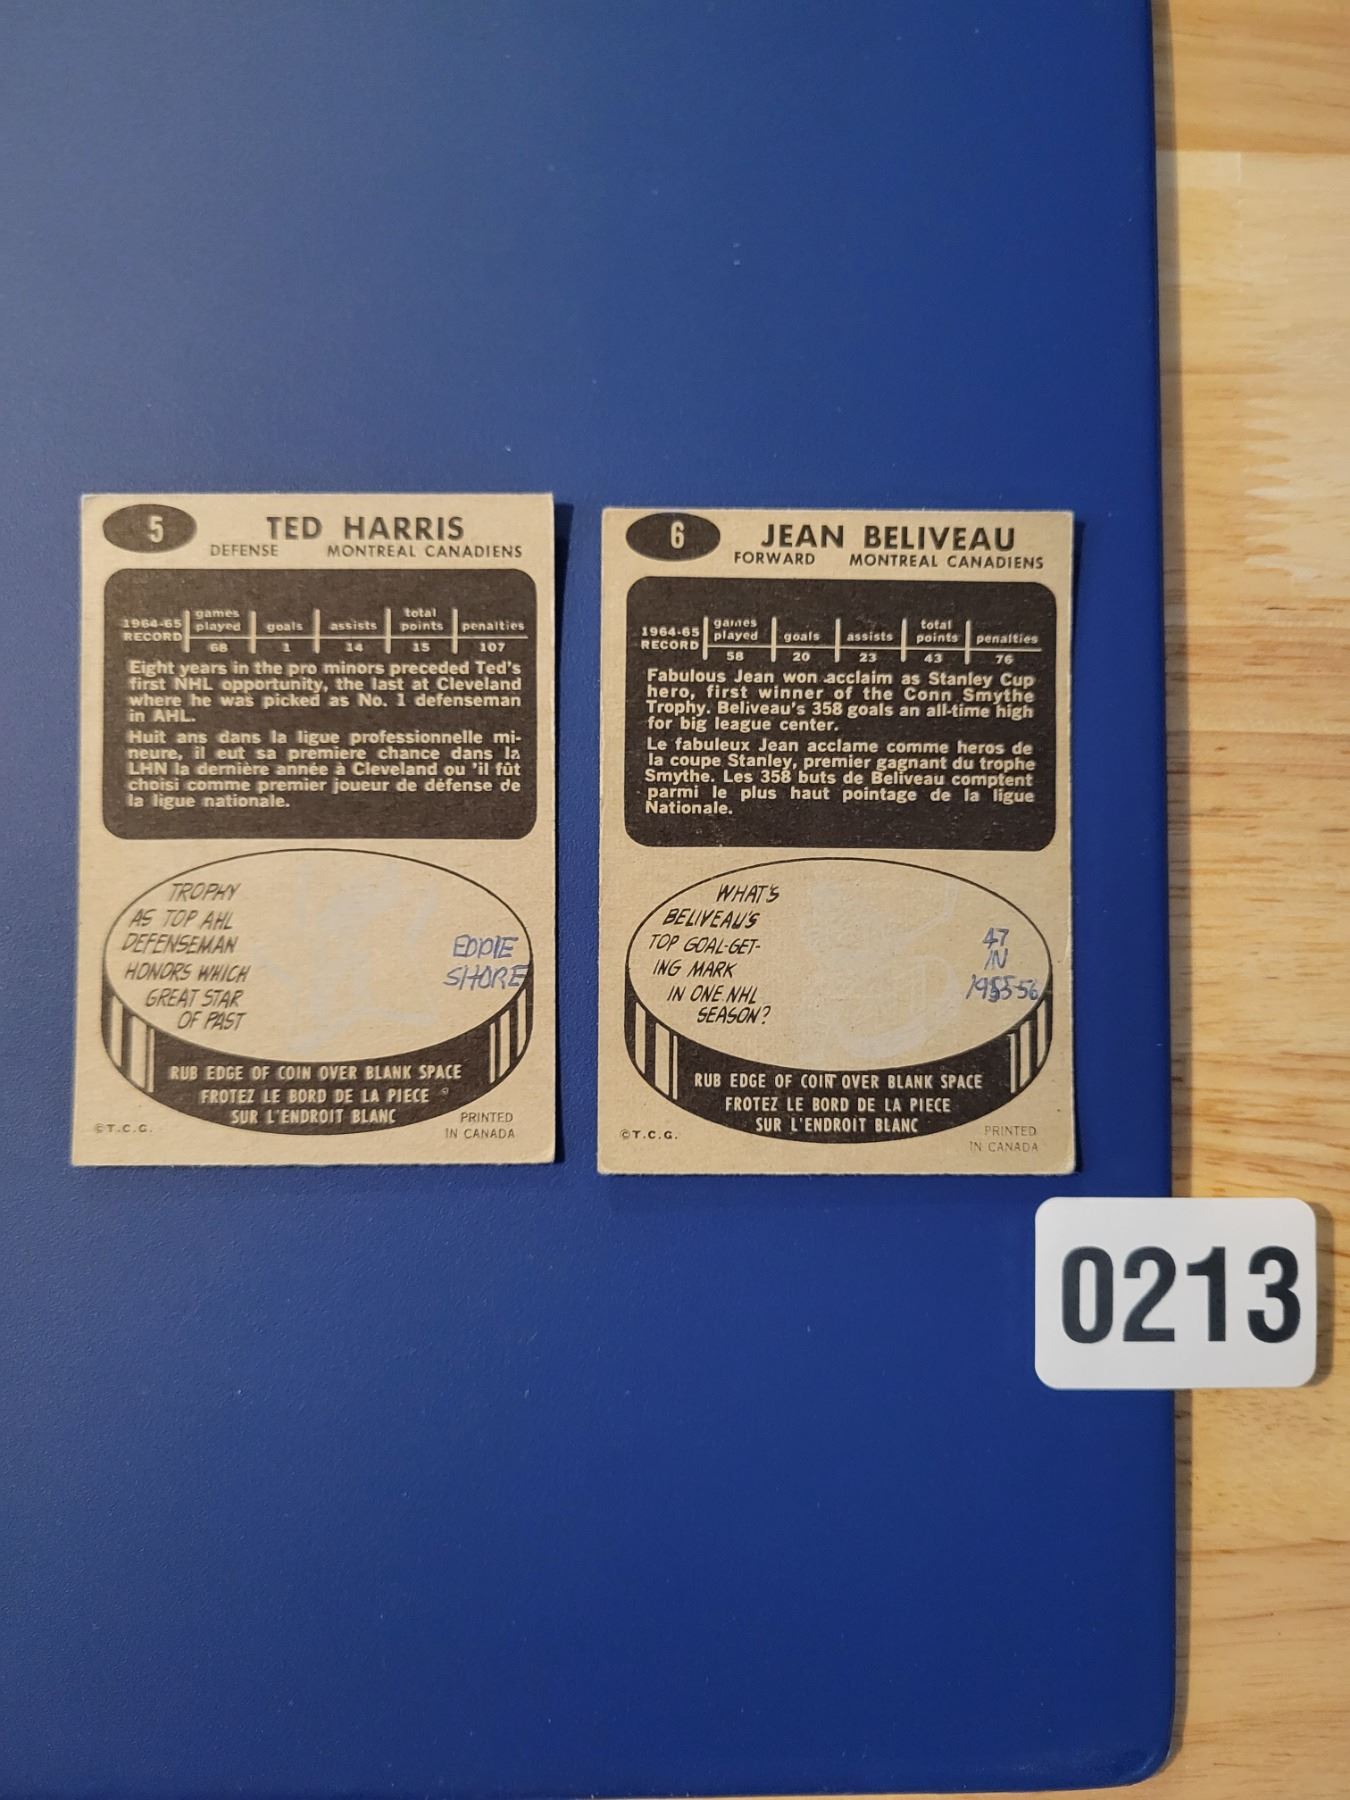 5
TED HARRIS
DEFENSE MONTREAL CANADIENS
1964-65 RECORD games played goals assists total points penalties
68 1 14 15 107
Eight years in the pro minors preceded Ted's
first NHL opportunity, the last at Cleveland
where he was picked as No. 1 defenseman
in AHL.
Huit ans dans la ligue professionnelle mi-
neure, il eut sa premiere chance dans la
LHN la dernière année à Cleveland ou 'il fût
choisi comme premier joueur de défense de
la ligue nationale.
TROPHY
AS TOP AHL
DEFENSEMAN
HONORS WHICH
GREAT STAR
OF PAST
EDDIE
SHORE
RUB EDGE OF COIN OVER BLANK SPACE
FROTEZ LE BORD DE LA PIECE
SUR L'ENDROIT BLANC
©T.C.G.
PRINTED
IN CANADA
6
JEAN BELIVEAU
FORWARD MONTREAL CANADIENS
1964-65 RECORD games played goals assists total points penalties
58 20 23 43 76
Fabulous Jean won acclaim as Stanley Cup
hero, first winner of the Conn Smythe
Trophy. Beliveau's 358 goals an all-time high
for big league center.
Le fabuleux Jean acclame comme heros de
la coupe Stanley, premier gagnant du trophe
Smythe. Les 358 buts de Beliveau comptent
parmi le plus haut pointage de la ligue
Nationale.
WHAT'S
BELIVEAU'S
TOP GOAL-GET-
ING MARK
IN ONE NHL
SEASON?
47
IN
1955-56
RUB EDGE OF COIN OVER BLANK SPACE
FROTEZ LE BORD DE LA PIECE
SUR L'ENDROIT BLANC
©T.C.G.
PRINTED
IN CANADA
0213